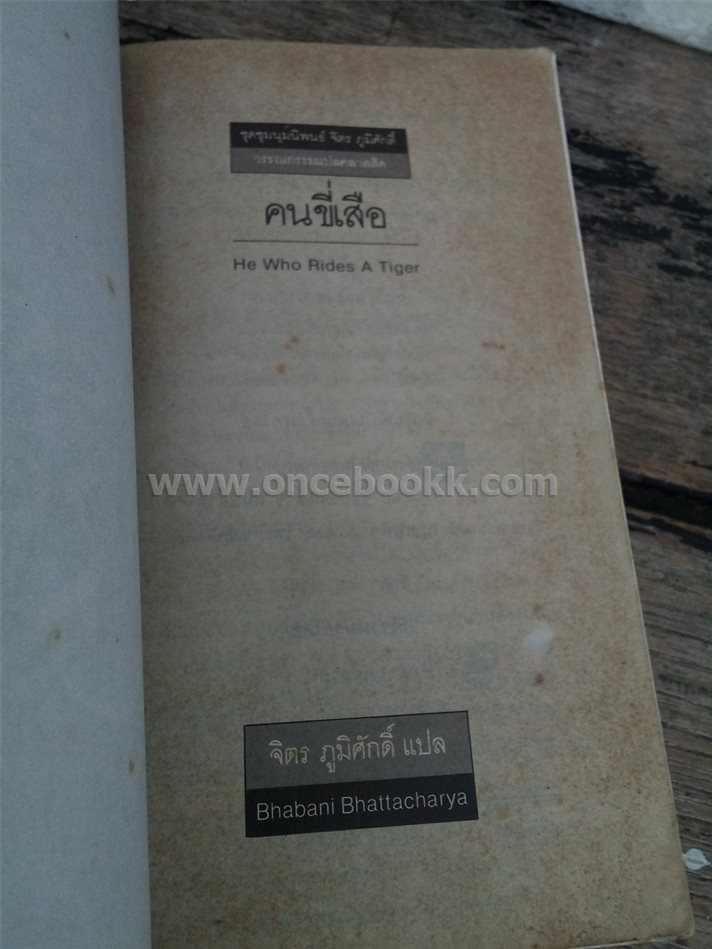 ชุดชุมนุมนิพนธ์ จิตร ภูมิศักดิ์
วรรณกรรมแปลคลาสสิค
คนขี่เสือ
He Who Rides A Tiger
www.oncebookk.com
จิตร ภูมิศักดิ์ แปล
Bhabani Bhattacharya